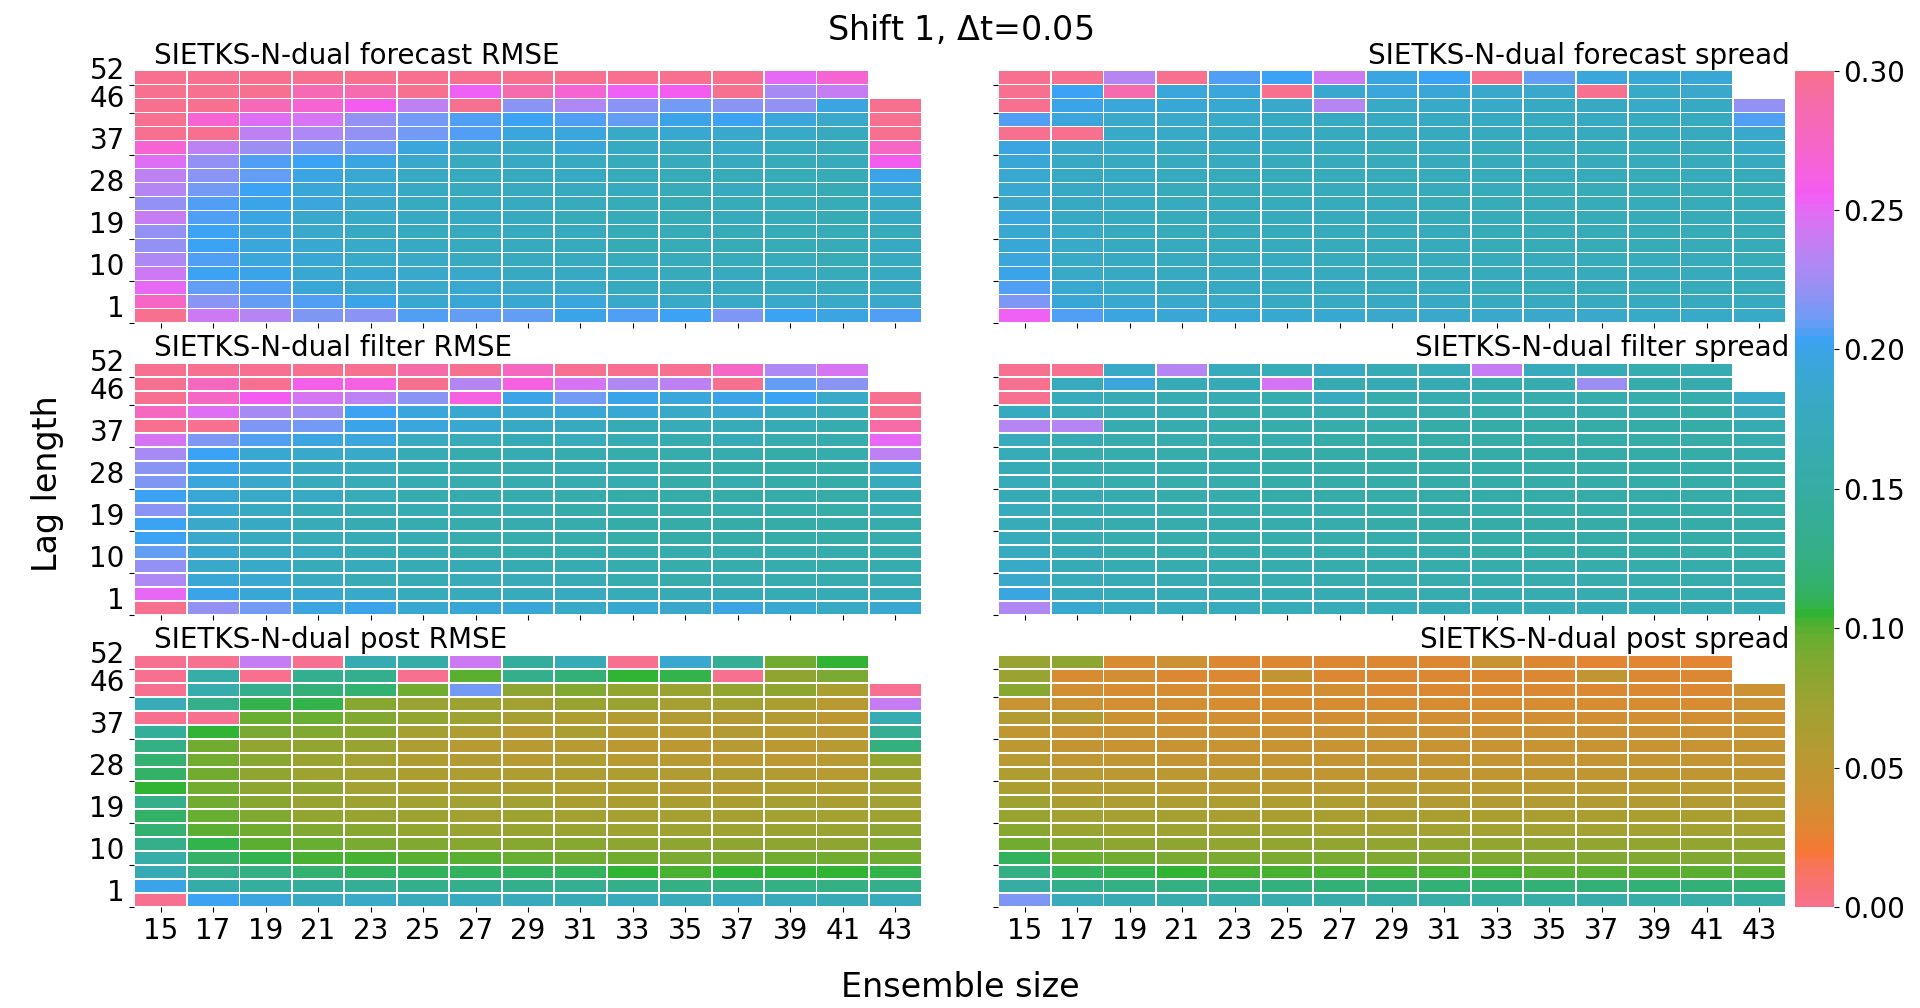 Shift 1, Δt=0.05
SIETKS-N-dual forecast RMSE
SIETKS-N-dual forecast spread
52
46
37
28
19
10
1
SIETKS-N-dual filter RMSE
SIETKS-N-dual filter spread
52
46
37
28
19
10
1
SIETKS-N-dual post RMSE
SIETKS-N-dual post spread
52
46
37
28
19
10
1
15 17 19 21 23 25 27 29 31 33 35 37 39 41 43
15 17 19 21 23 25 27 29 31 33 35 37 39 41 43
0.30
0.25
0.20
0.15
0.10
0.05
0.00
Lag length
Ensemble size